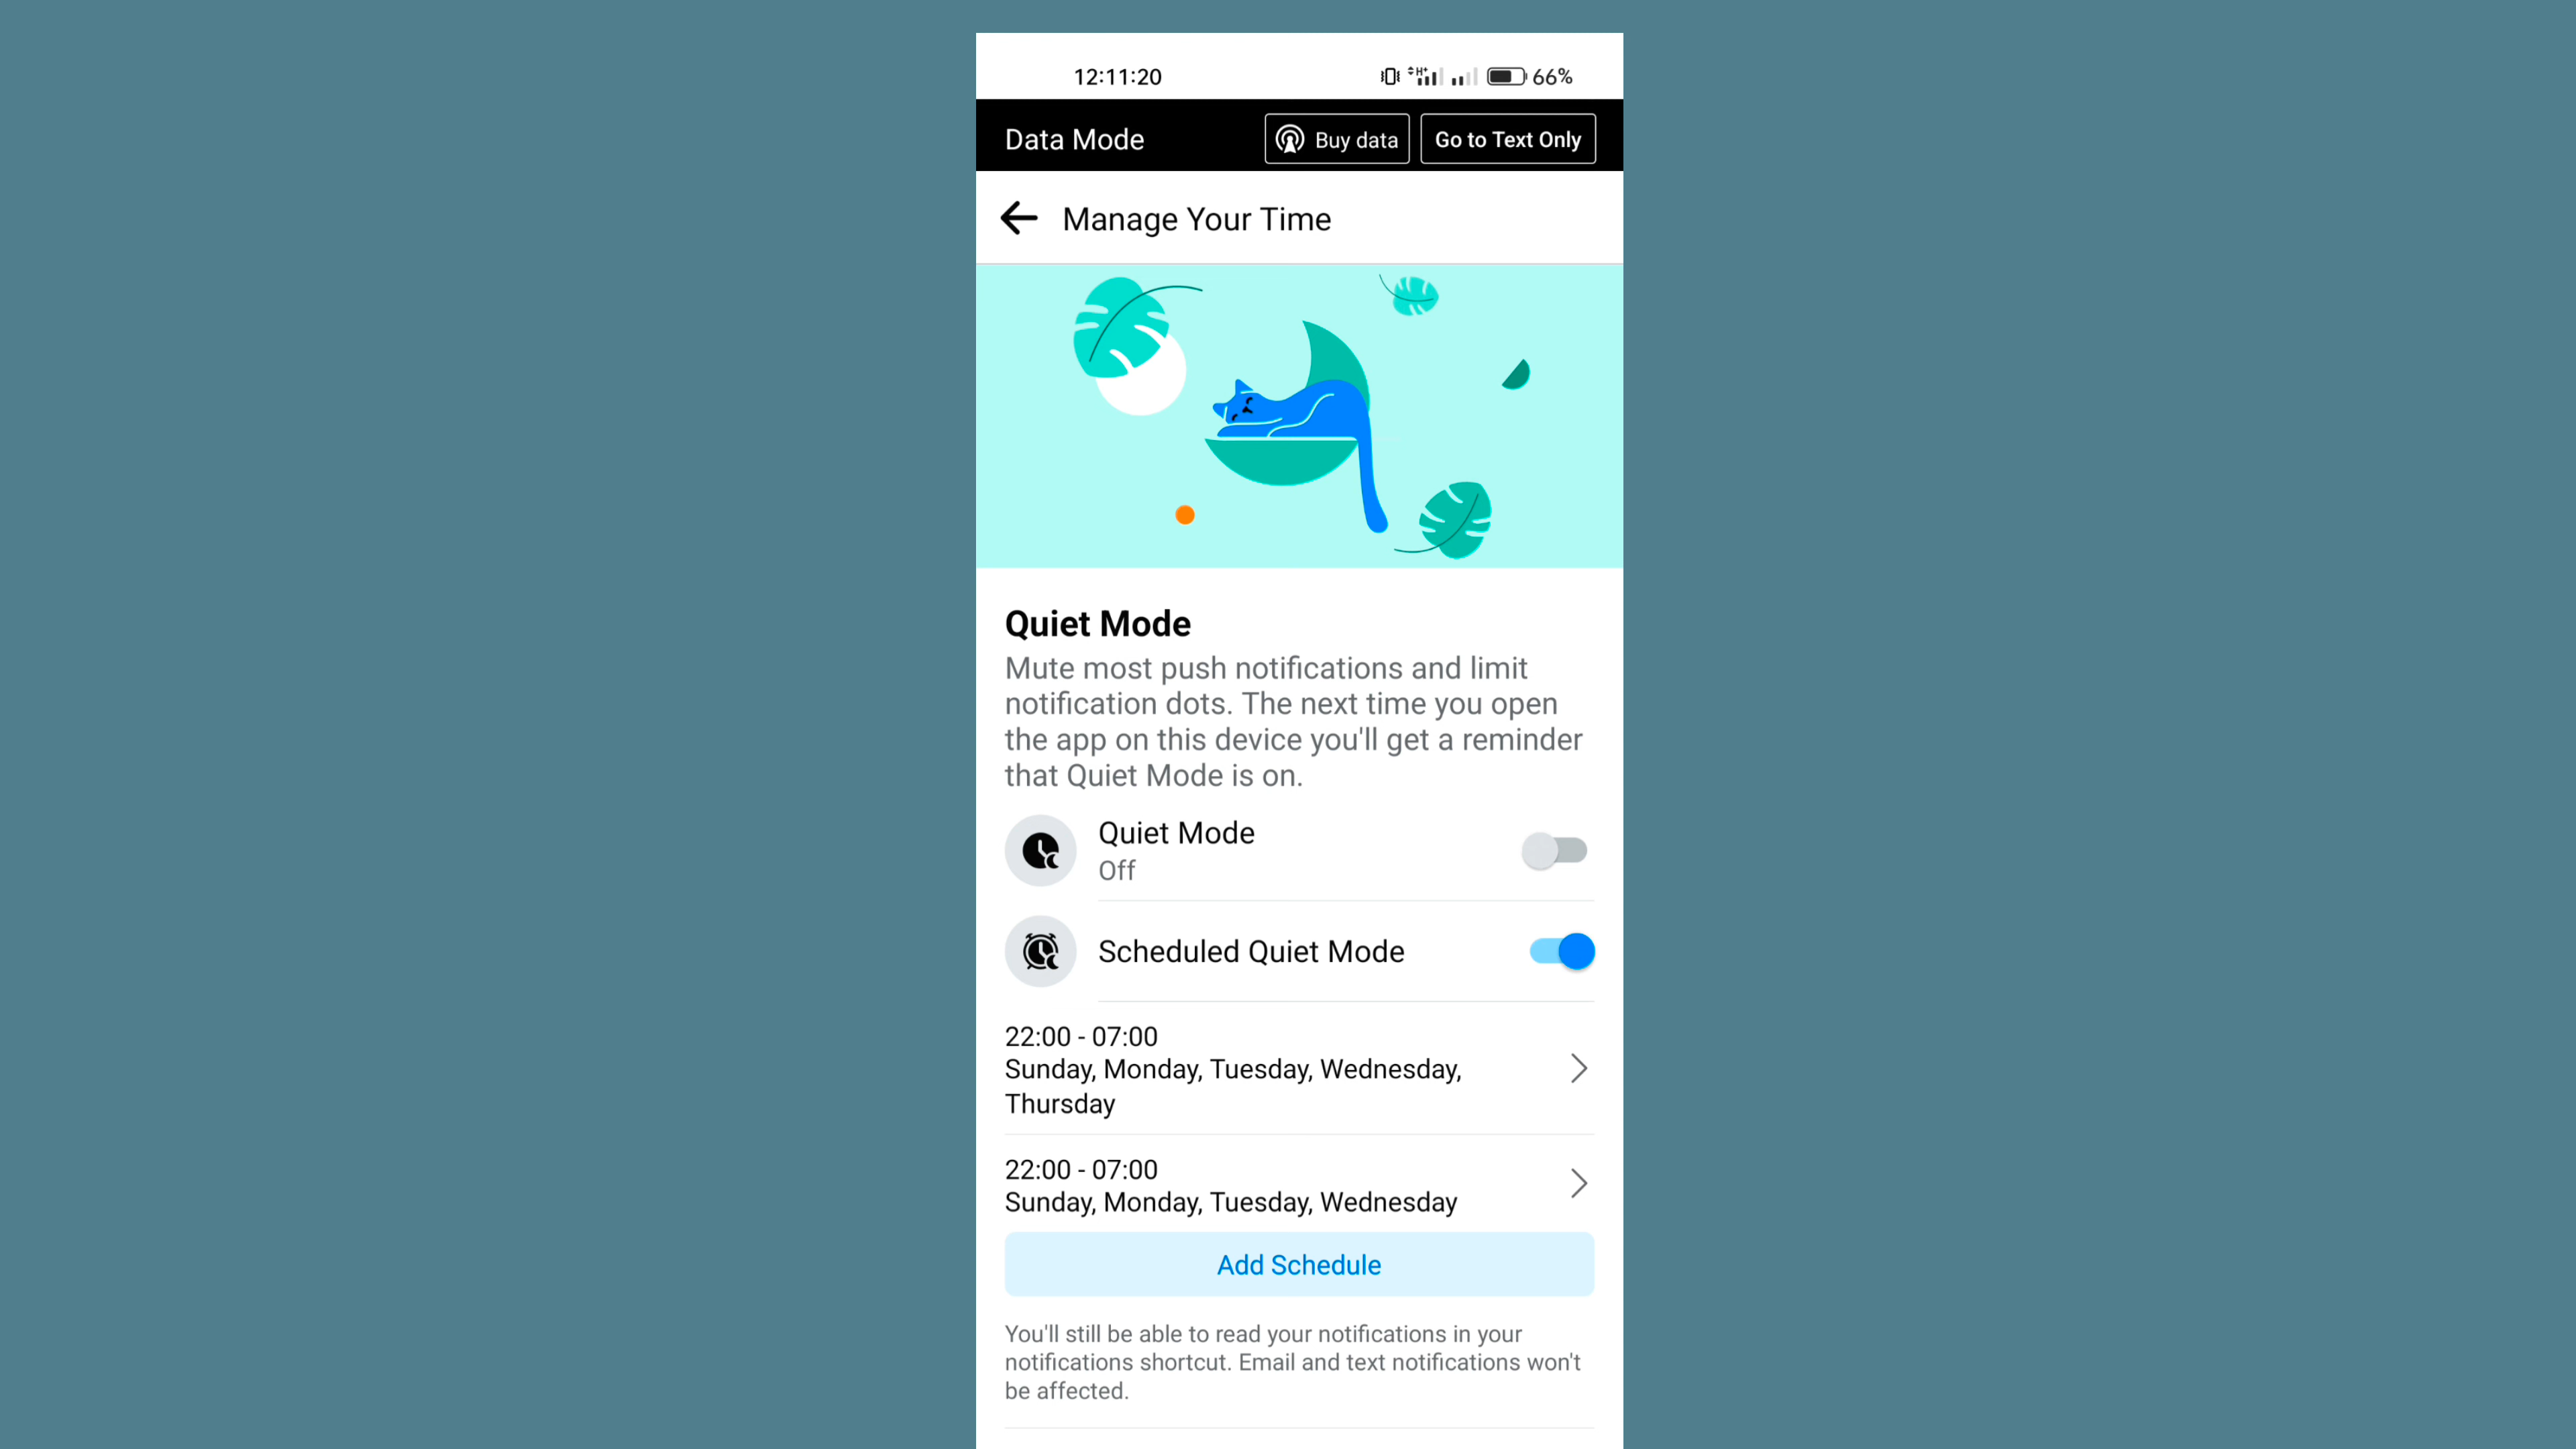 12:11:20
H+ 66%
Data Mode Buy data Go to Text Only
Manage Your Time
Quiet Mode
Mute most push notifications and limit
notification dots. The next time you open
the app on this device you'll get a reminder
that Quiet Mode is on.
Quiet Mode
Off
Scheduled Quiet Mode
22:00 - 07:00
Sunday, Monday, Tuesday, Wednesday,
Thursday
22:00 - 07:00
Sunday, Monday, Tuesday, Wednesday
Add Schedule
You'll still be able to read your notifications in your
notifications shortcut. Email and text notifications won't
be affected.